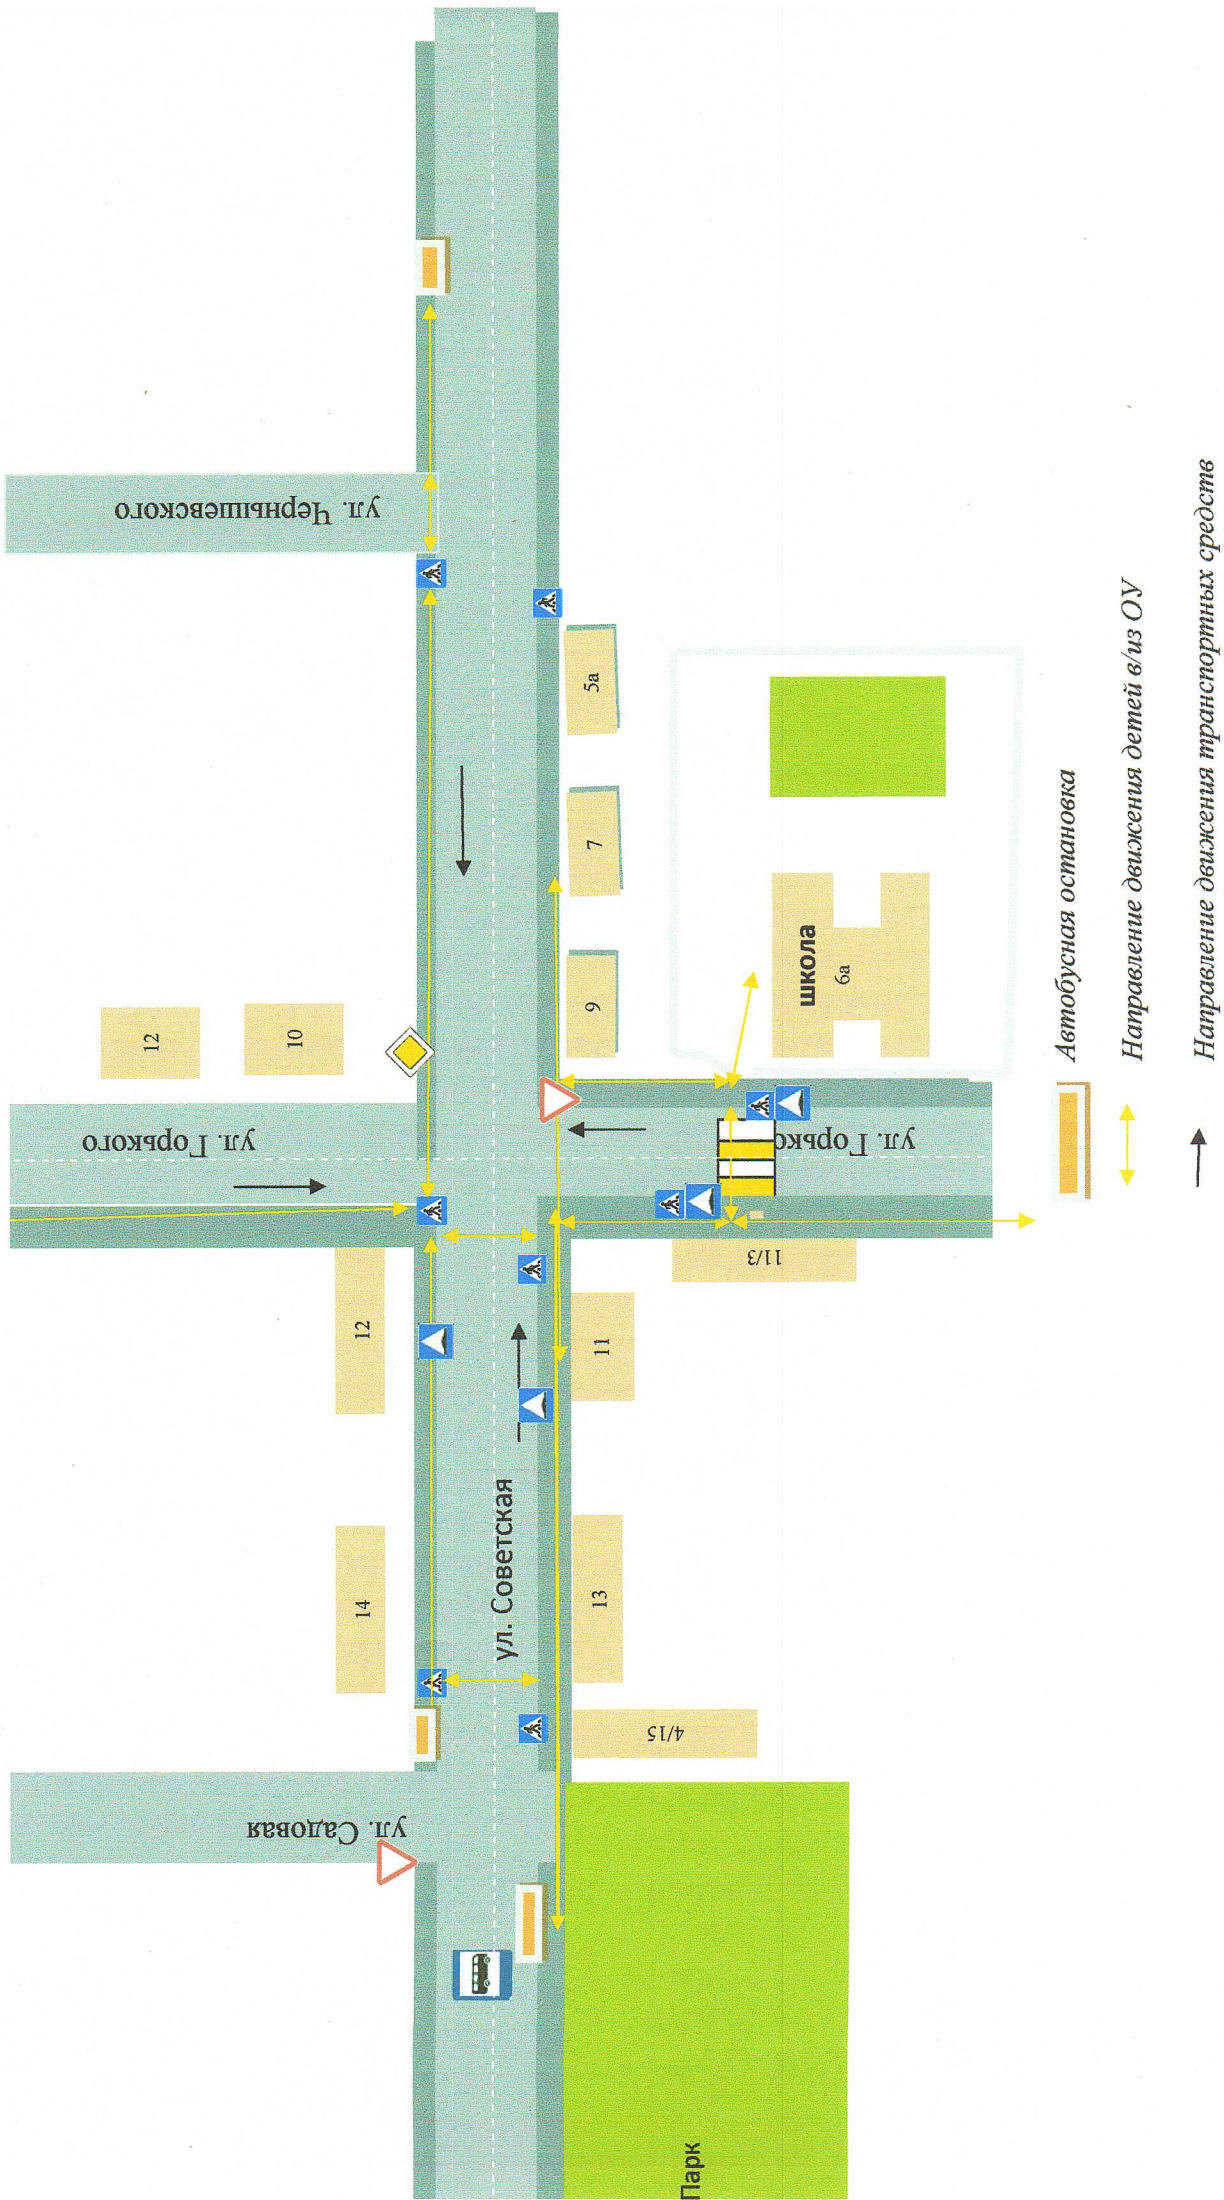 ул. Чернышевского
ул. Горького
ул. Садовая
12
10
12
14
ул. Советская
5а
7
9
11
13
4/15
11/3
ул. Горько
школа
6а
Парк
Автобусная остановка
Направление движения детей в/из ОУ
Направление движения транспортных средств